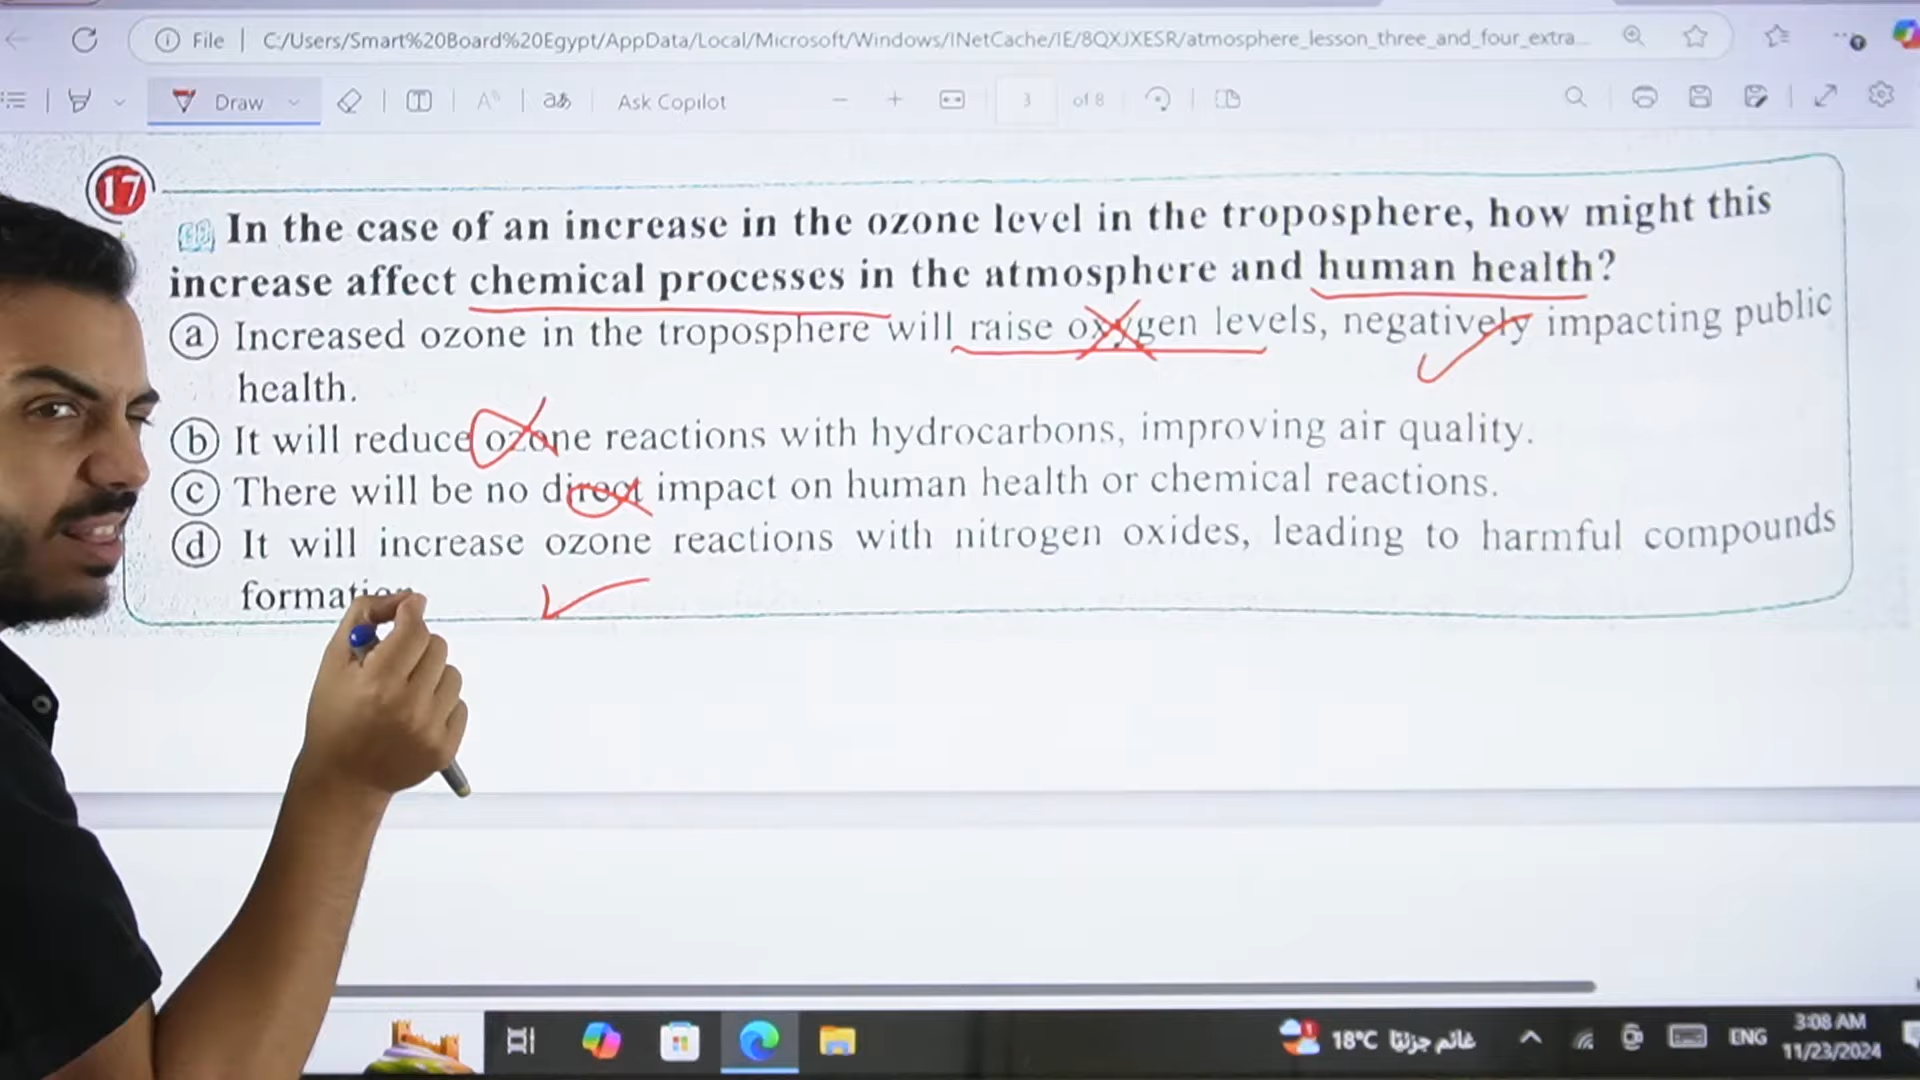 File | C:/Users/Smart%20Board%20Egypt/AppData/Local/Microsoft/Windows/INetCache/IE/8QXJXESR/atmosphere_lesson_three_and_four_extra...
Draw
Ask Copilot
3 of 8
17
In the case of an increase in the ozone level in the troposphere, how might this
increase affect chemical processes in the atmosphere and human health?
a Increased ozone in the troposphere will raise oxygen levels, negatively impacting public
health.
b It will reduce ozone reactions with hydrocarbons, improving air quality.
c There will be no direct impact on human health or chemical reactions.
d It will increase ozone reactions with nitrogen oxides, leading to harmful compounds
formation
1
18°C غائم جزئيًا
ENG
3:08 AM
11/23/2024